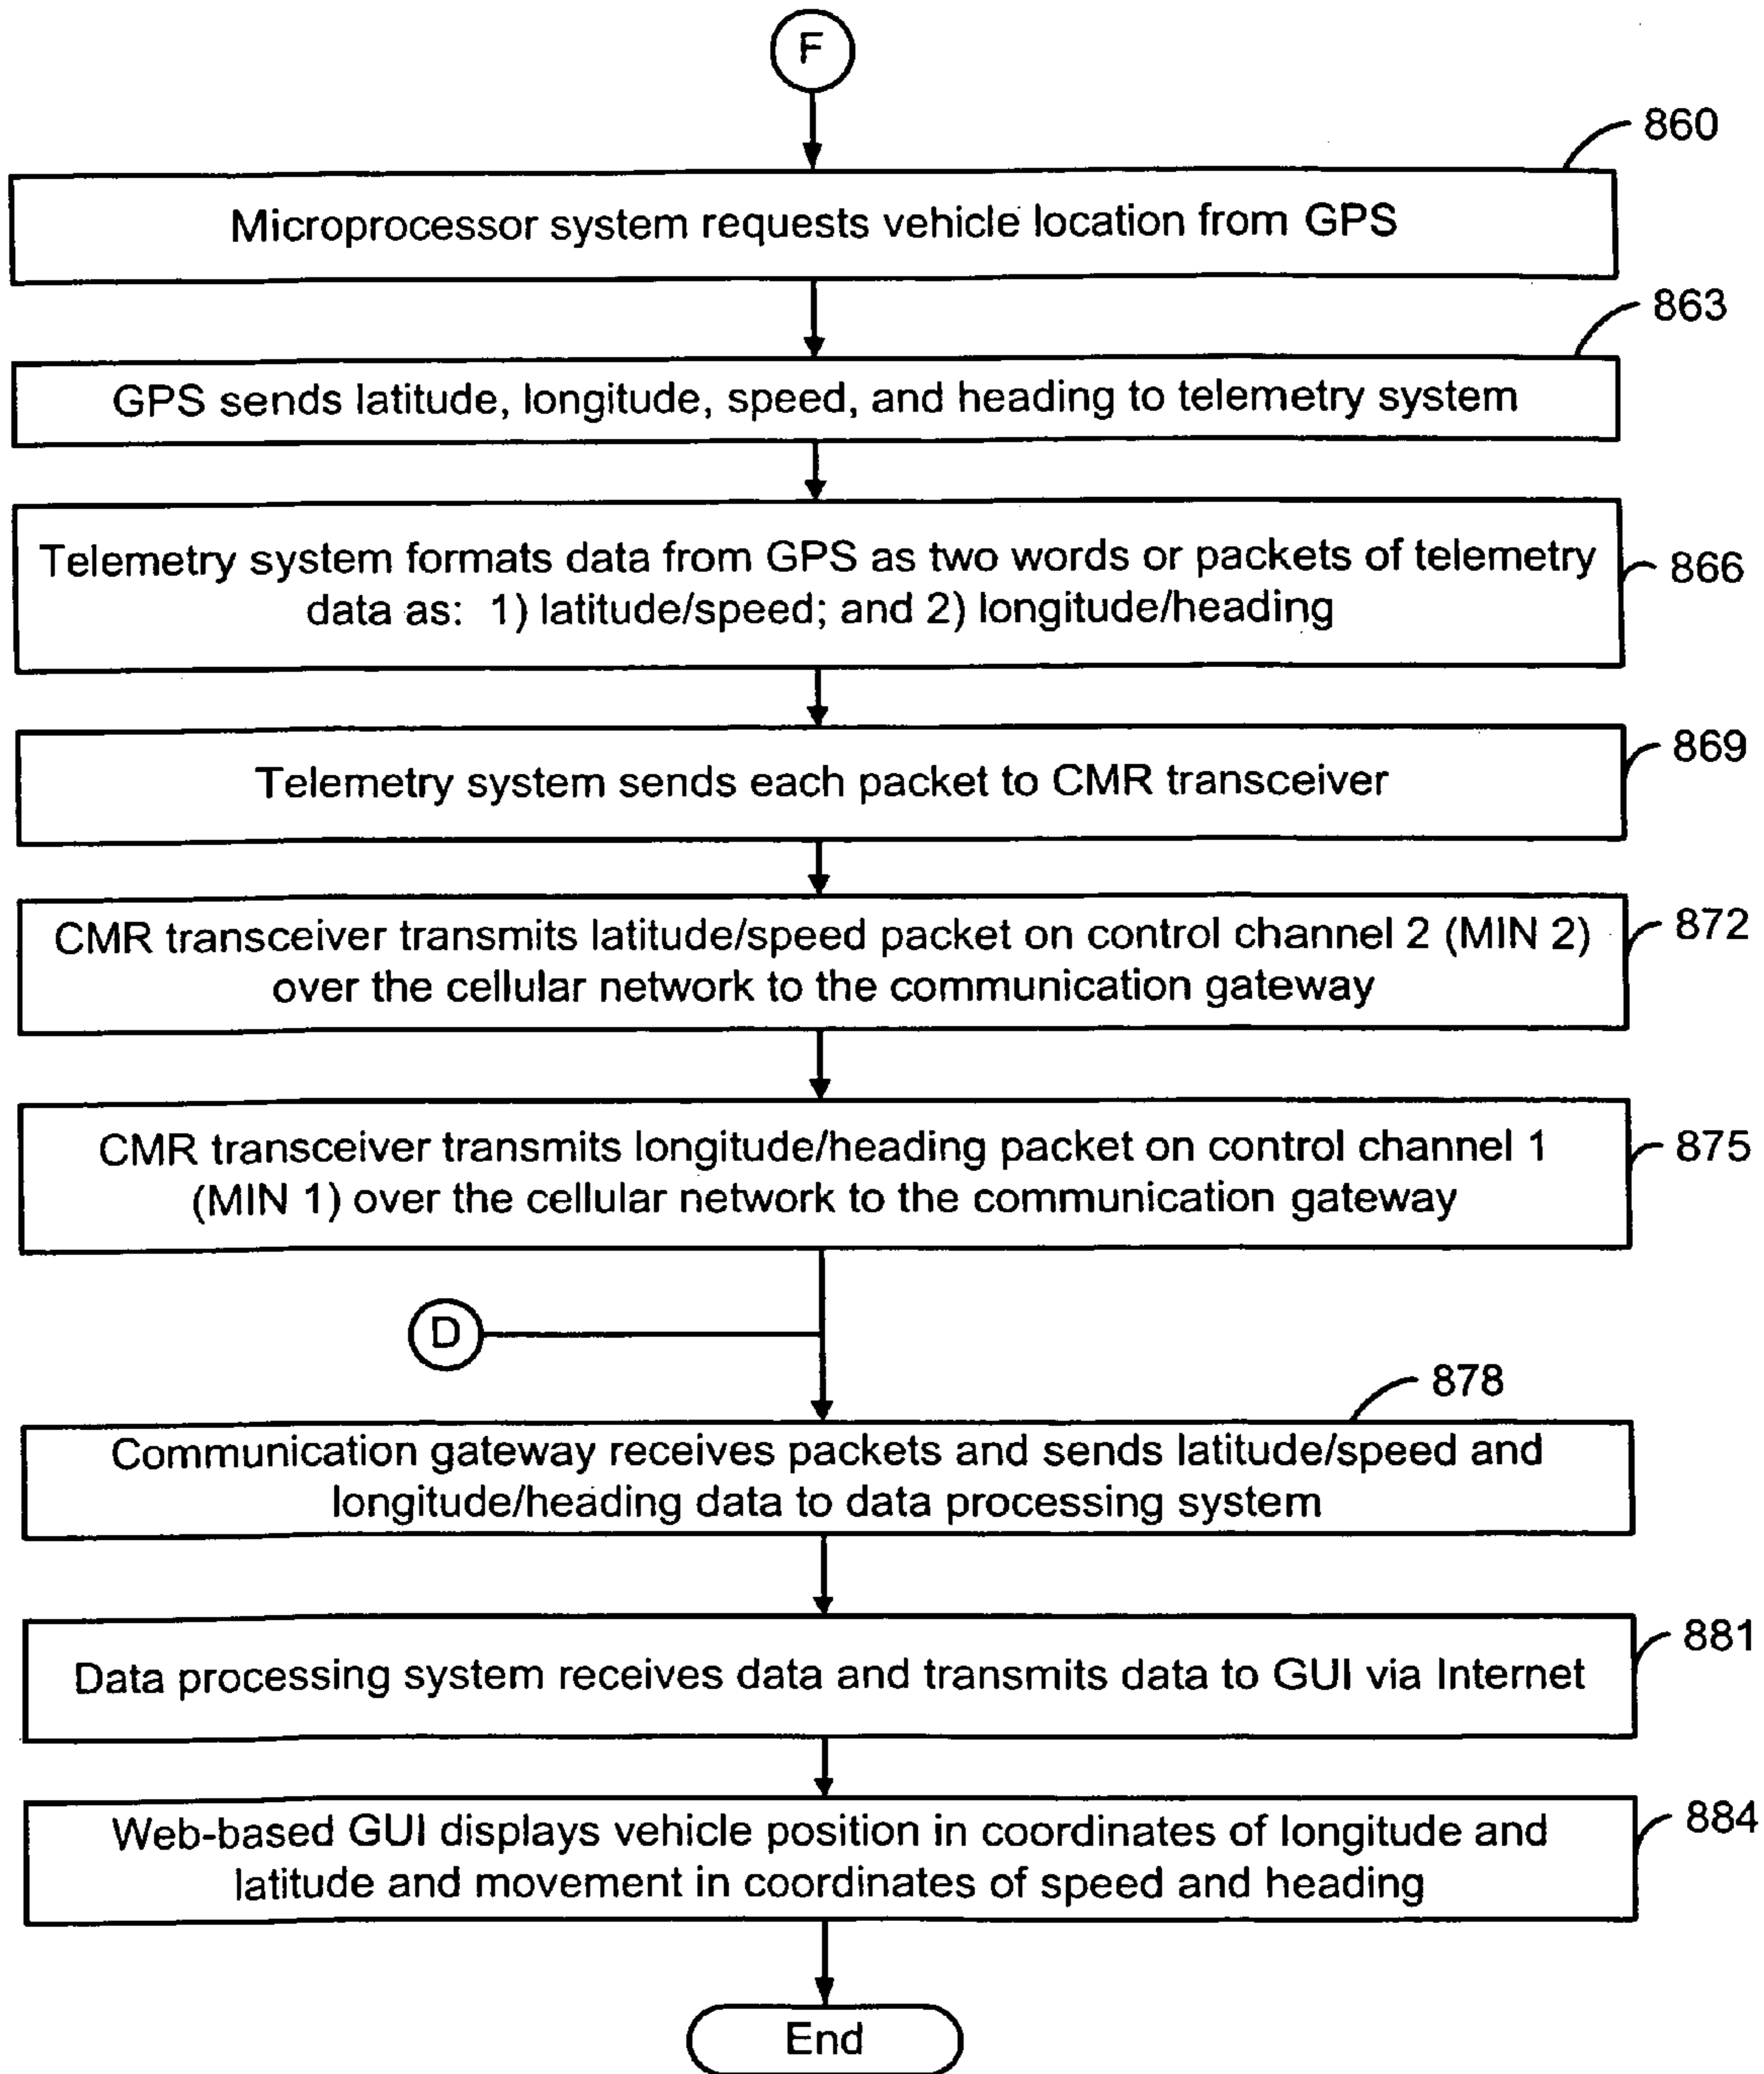 F
860
Microprocessor system requests vehicle location from GPS
863
GPS sends latitude, longitude, speed, and heading to telemetry system
Telemetry system formats data from GPS as two words or packets of telemetry
data as: 1) latitude/speed; and 2) longitude/heading
866
Telemetry system sends each packet to CMR transceiver
869
CMR transceiver transmits latitude/speed packet on control channel 2 (MIN 2)
over the cellular network to the communication gateway
872
CMR transceiver transmits longitude/heading packet on control channel 1
(MIN 1) over the cellular network to the communication gateway
875
D
878
Communication gateway receives packets and sends latitude/speed and
longitude/heading data to data processing system
Data processing system receives data and transmits data to GUI via Internet
881
Web-based GUI displays vehicle position in coordinates of longitude and
latitude and movement in coordinates of speed and heading
884
End